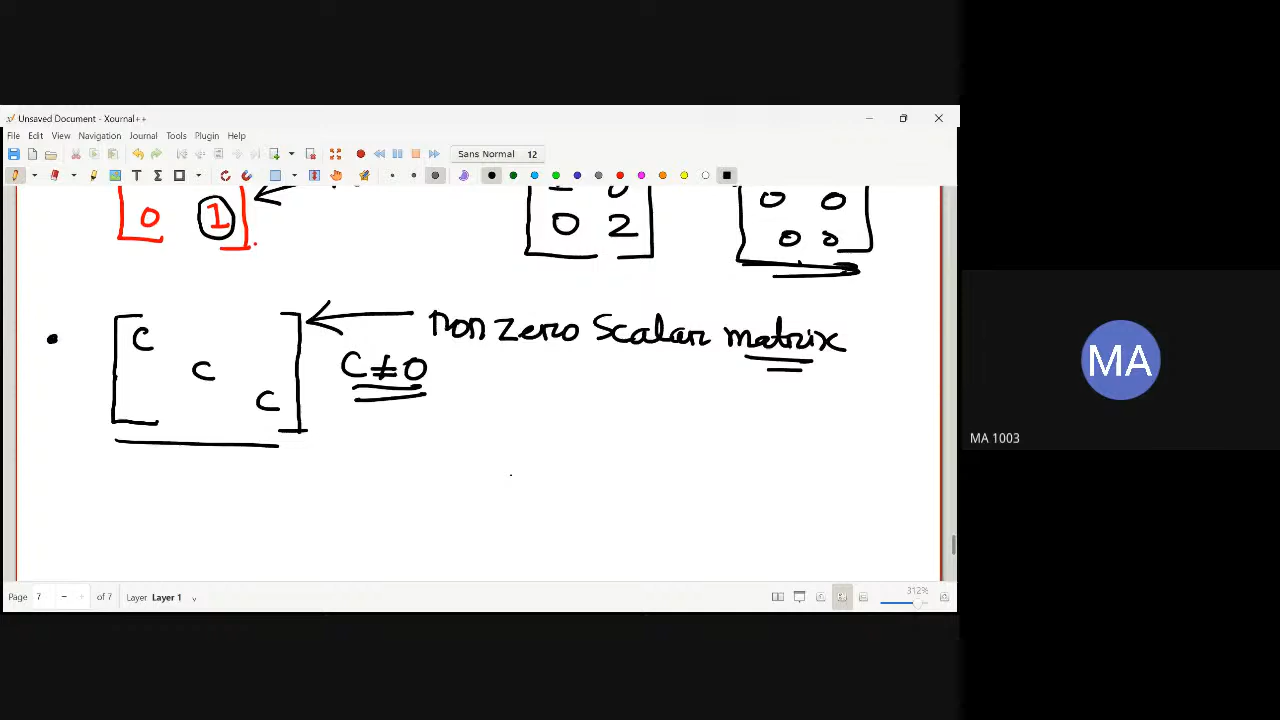 Unsaved Document - Xournal++
File Edit View Navigation Journal Tools Plugin Help
Sans Normal 12
0 1
0 2
0 0
0 0
• C C C
C ≠ 0
non zero Scalar matrix
MA
MA 1003
Page 7 of 7 Layer Layer 1
312%